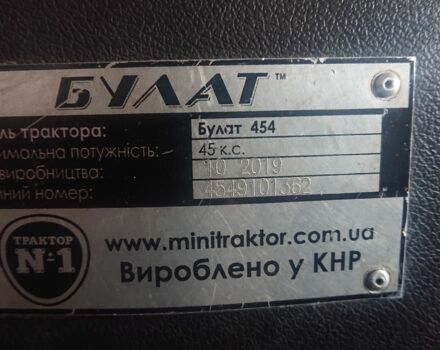 БУЛАТ™
ль трактора: Булат 454
имальна потужність: 45 к.с.
виробництва: 10 2019
йний номер: 4549101362
ТРАКТОР
№1
www.minitraktor.com.ua
Вироблено у КНР